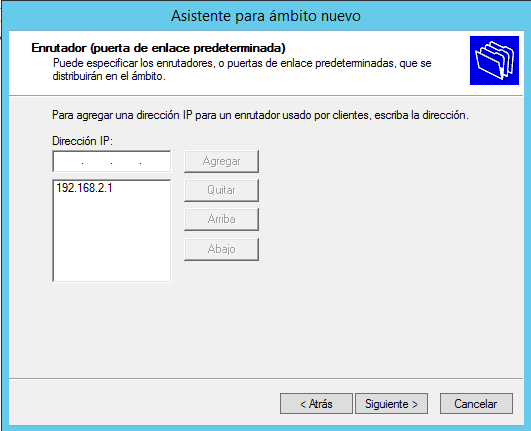 Asistente para ámbito nuevo
Enrutador (puerta de enlace predeterminada)
Puede especificar los enrutadores, o puertas de enlace predeterminadas, que se
distribuirán en el ámbito.
Para agregar una dirección IP para un enrutador usado por clientes, escriba la dirección.
Dirección IP:
. . .
Agregar
192.168.2.1
Quitar
Arriba
Abajo
< Atrás
Siguiente >
Cancelar